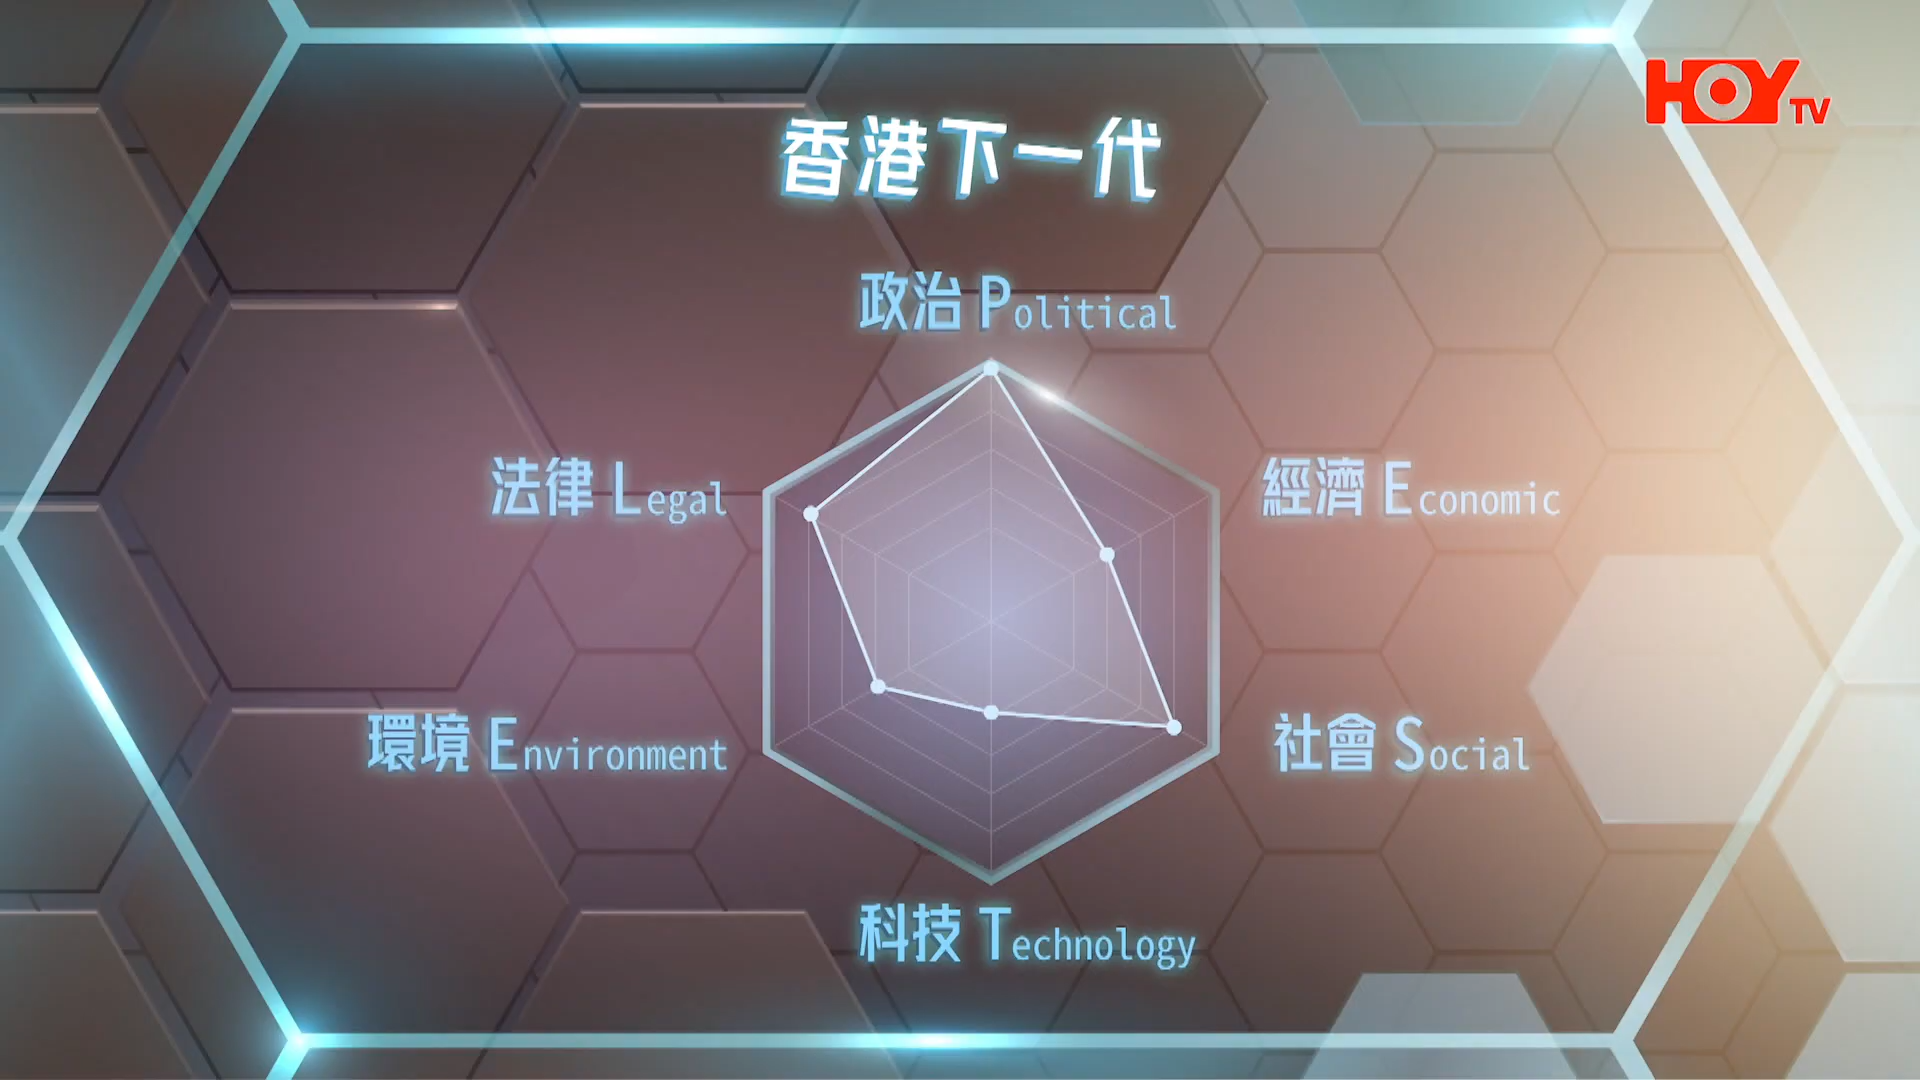 HOY TV
香港下一代
政治 Political
法律 Legal
經濟 Economic
環境 Environment
社會 Social
科技 Technology